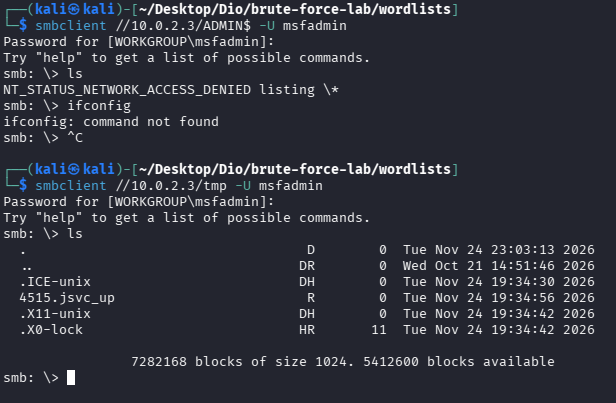 ┌──(kali㉿kali)-[~/Desktop/Dio/brute-force-lab/wordlists]
└─$ smbclient //10.0.2.3/ADMIN$ -U msfadmin
Password for [WORKGROUP\msfadmin]:
Try "help" to get a list of possible commands.
smb: \> ls
NT_STATUS_NETWORK_ACCESS_DENIED listing \*
smb: \> ifconfig
ifconfig: command not found
smb: \> ^C
┌──(kali㉿kali)-[~/Desktop/Dio/brute-force-lab/wordlists]
└─$ smbclient //10.0.2.3/tmp -U msfadmin
Password for [WORKGROUP\msfadmin]:
Try "help" to get a list of possible commands.
smb: \> ls
  .                                   D        0  Tue Nov 24 23:03:13 2026
  ..                                 DR        0  Wed Oct 21 14:51:46 2026
  .ICE-unix                          DH        0  Tue Nov 24 19:34:30 2026
  4515.jsvc_up                        R        0  Tue Nov 24 19:34:56 2026
  .X11-unix                          DH        0  Tue Nov 24 19:34:42 2026
  .X0-lock                           HR       11  Tue Nov 24 19:34:42 2026
                7282168 blocks of size 1024. 5412600 blocks available
smb: \>